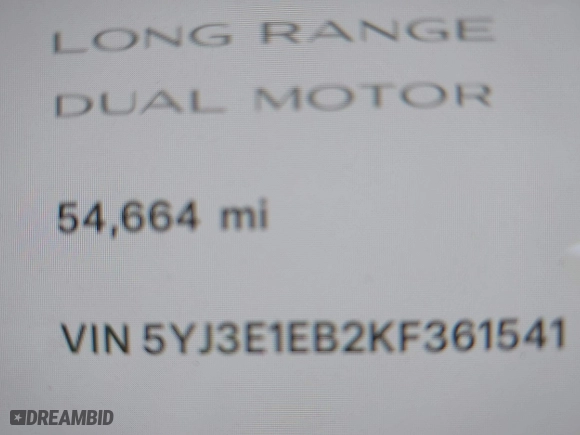 LONG RANGE
DUAL MOTOR
54,664 mi
VIN 5YJ3E1EB2KF361541
DREAMBID